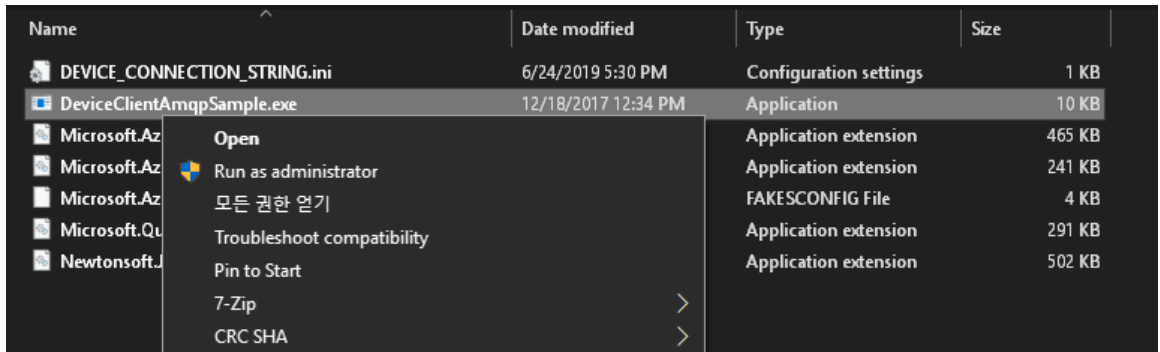 Name Date modified Type Size
DEVICE_CONNECTION_STRING.ini 6/24/2019 5:30 PM Configuration settings 1 KB
DeviceClientAmqpSample.exe 12/18/2017 12:34 PM Application 10 KB
Microsoft.Az Application extension 465 KB
Microsoft.Az Application extension 241 KB
Microsoft.Az FAKESCONFIG File 4 KB
Microsoft.Qu Application extension 291 KB
Newtonsoft.J Application extension 502 KB
Open
Run as administrator
모든 권한 얻기
Troubleshoot compatibility
Pin to Start
7-Zip
CRC SHA